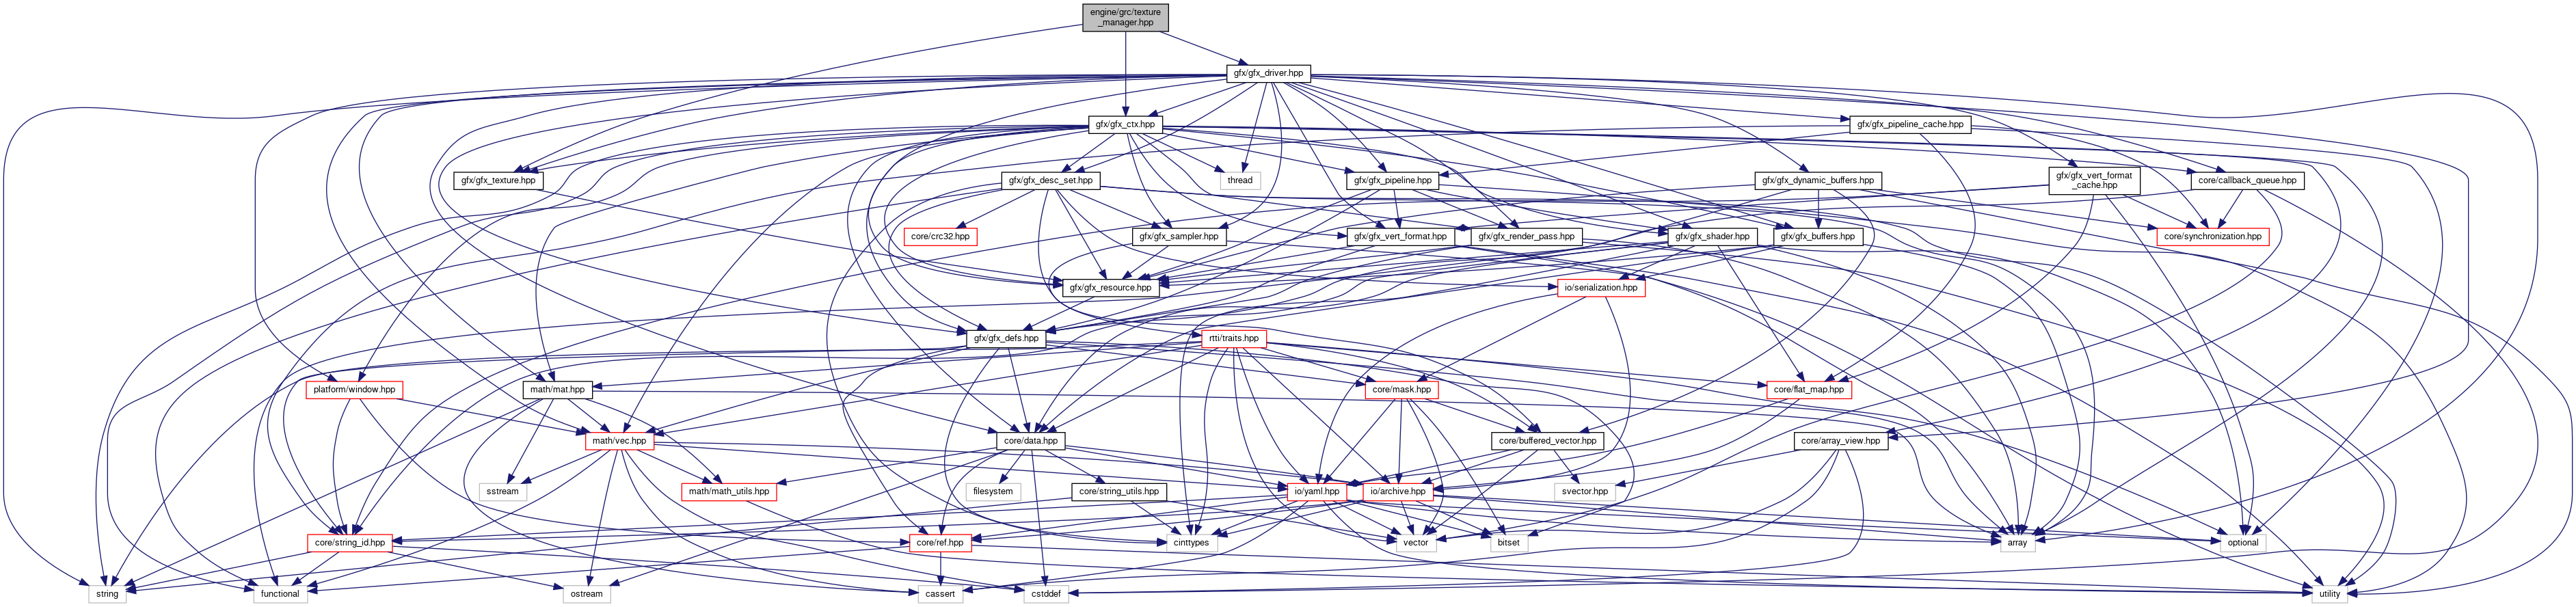 engine/grc/texture
_manager.hpp
gfx/gfx_driver.hpp
gfx/gfx_ctx.hpp
gfx/gfx_pipeline_cache.hpp
gfx/gfx_texture.hpp
gfx/gfx_desc_set.hpp
thread
gfx/gfx_pipeline.hpp
gfx/gfx_dynamic_buffers.hpp
gfx/gfx_vert_format
_cache.hpp
core/callback_queue.hpp
core/crc32.hpp
gfx/gfx_sampler.hpp
gfx/gfx_vert_format.hpp
gfx/gfx_render_pass.hpp
gfx/gfx_shader.hpp
gfx/gfx_buffers.hpp
core/synchronization.hpp
gfx/gfx_resource.hpp
io/serialization.hpp
gfx/gfx_defs.hpp
rtti/traits.hpp
platform/window.hpp
math/mat.hpp
core/mask.hpp
core/flat_map.hpp
math/vec.hpp
core/data.hpp
core/buffered_vector.hpp
core/array_view.hpp
sstream
math/math_utils.hpp
filesystem
core/string_utils.hpp
io/yaml.hpp
io/archive.hpp
svector.hpp
core/string_id.hpp
core/ref.hpp
cinttypes
vector
bitset
array
optional
string
functional
ostream
cassert
cstddef
utility